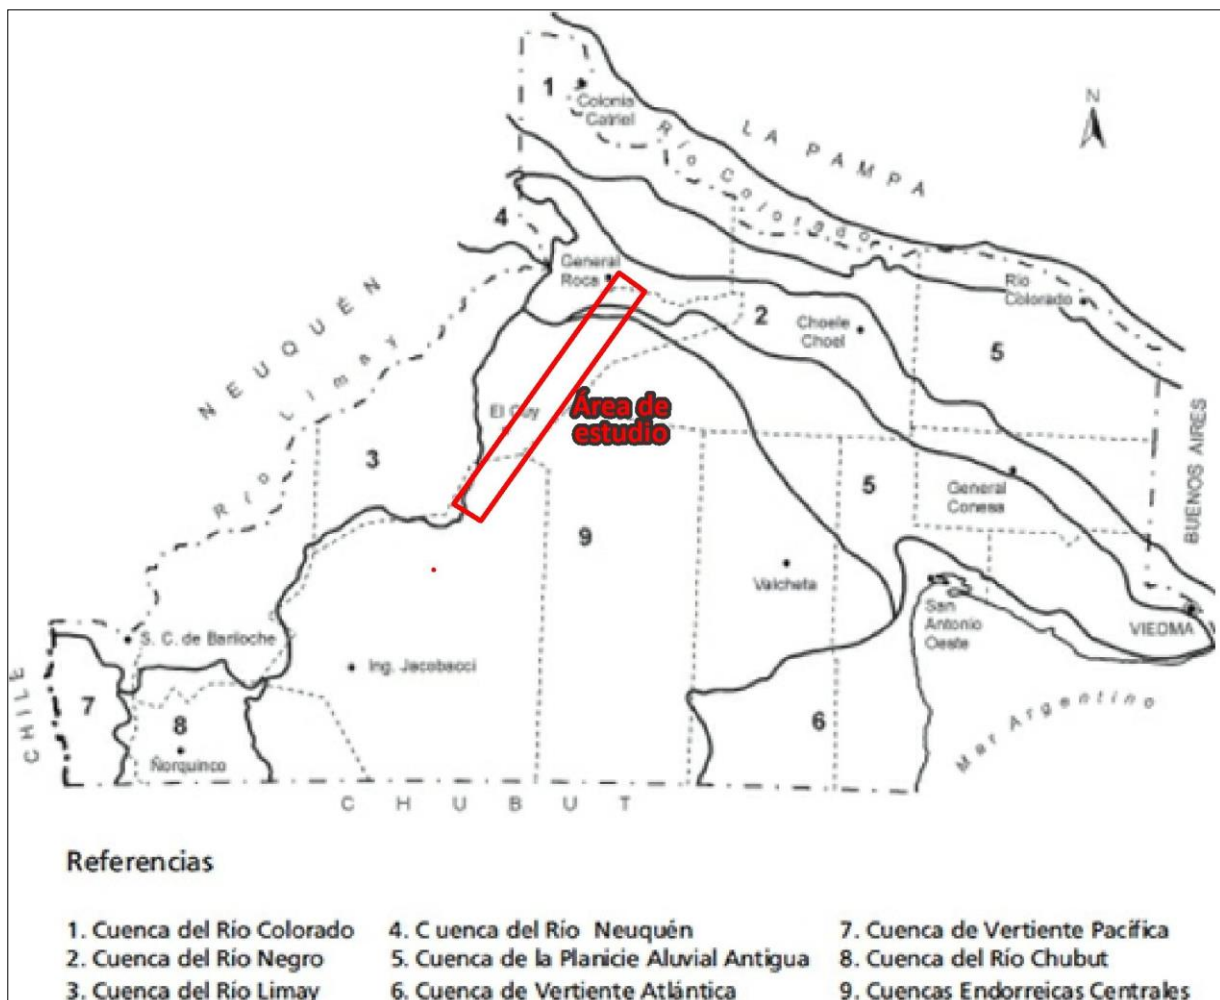 1
Colonia
Catriel
N
LA PAMPA
Río Colorado
4
General
Roca
Río
Colorado
NEUQUÉN
Río Limay
2
Choele
Choel
5
El Cuy
Área de
estudio
BUENOS AIRES
3
5
General
Conesa
9
Valcheta
San
Antonio
Oeste
VIEDMA
S. C. de Bariloche
Ing. Jacobacci
CHILE
7
8
Ñorquinco
6
Mar Argentino
CHUBUT
Referencias
1. Cuenca del Río Colorado
2. Cuenca del Río Negro
3. Cuenca del Río Limay
4. C uenca del Río Neuquén
5. Cuenca de la Planicie Aluvial Antigua
6. Cuenca de Vertiente Atlántica
7. Cuenca de Vertiente Pacífica
8. Cuenca del Río Chubut
9. Cuencas Endorreicas Centrales